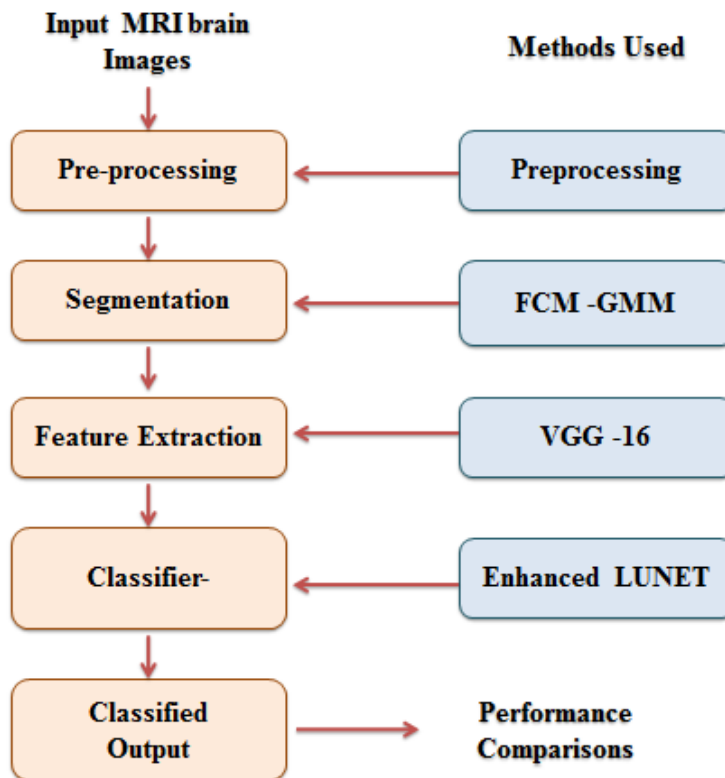 Input MRI brain
Images
Methods Used
Pre-processing
Preprocessing
Segmentation
FCM -GMM
Feature Extraction
VGG -16
Classifier-
Enhanced LUNET
Classified
Output
Performance
Comparisons